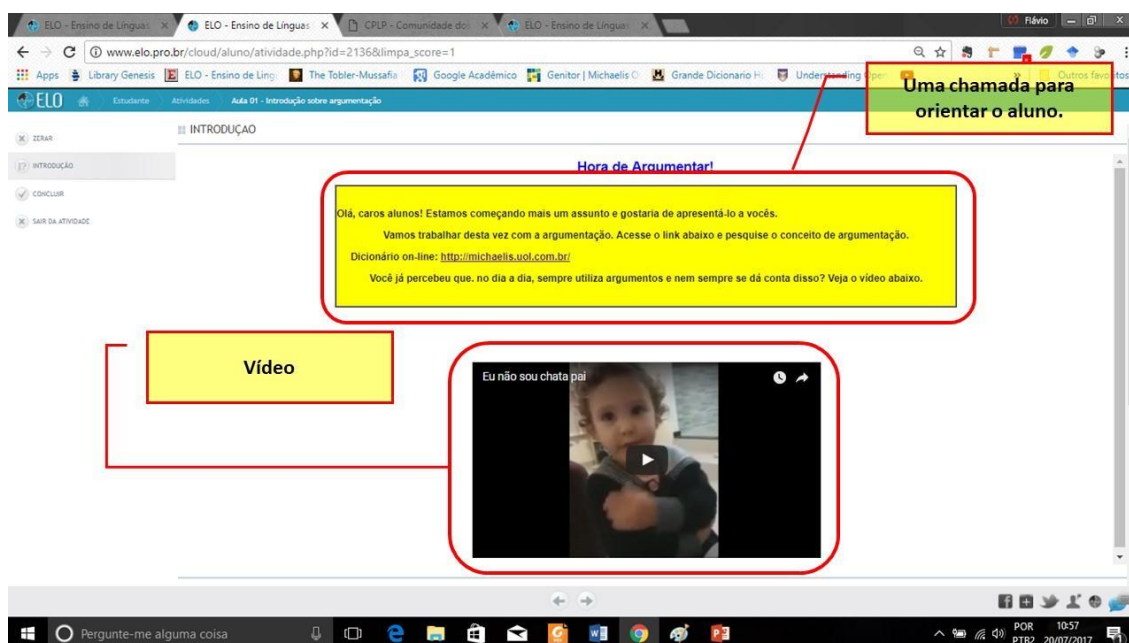 ELO - Ensino de Línguas
ELO - Ensino de Línguas
CPLP - Comunidade dos
ELO - Ensino de Línguas
Flávio
www.elo.pro.br/cloud/aluno/atividade.php?id=2136&limpa_score=1
Apps
Library Genesis
ELO - Ensino de Ling
The Tobler-Mussafia
Google Acadêmico
Genitor | Michaelis O
Grande Dicionario H
Understanding Open
Outros favoritos
Uma chamada para
orientar o aluno.
ELO
Estudante
Atividades
Aula 01 - Introdução sobre argumentação
ZERAR
INTRODUÇÃO
CONCLUIR
SAIR DA ATIVIDADE
INTRODUÇAO
Hora de Argumentar!
Olá, caros alunos! Estamos começando mais um assunto e gostaria de apresentá-lo a vocês.
Vamos trabalhar desta vez com a argumentação. Acesse o link abaixo e pesquise o conceito de argumentação.
Dicionário on-line: http://michaelis.uol.com.br/
Você já percebeu que. no dia a dia, sempre utiliza argumentos e nem sempre se dá conta disso? Veja o vídeo abaixo.
Vídeo
Eu não sou chata pai
Pergunte-me alguma coisa
POR
PTB2
10:57
20/07/2017